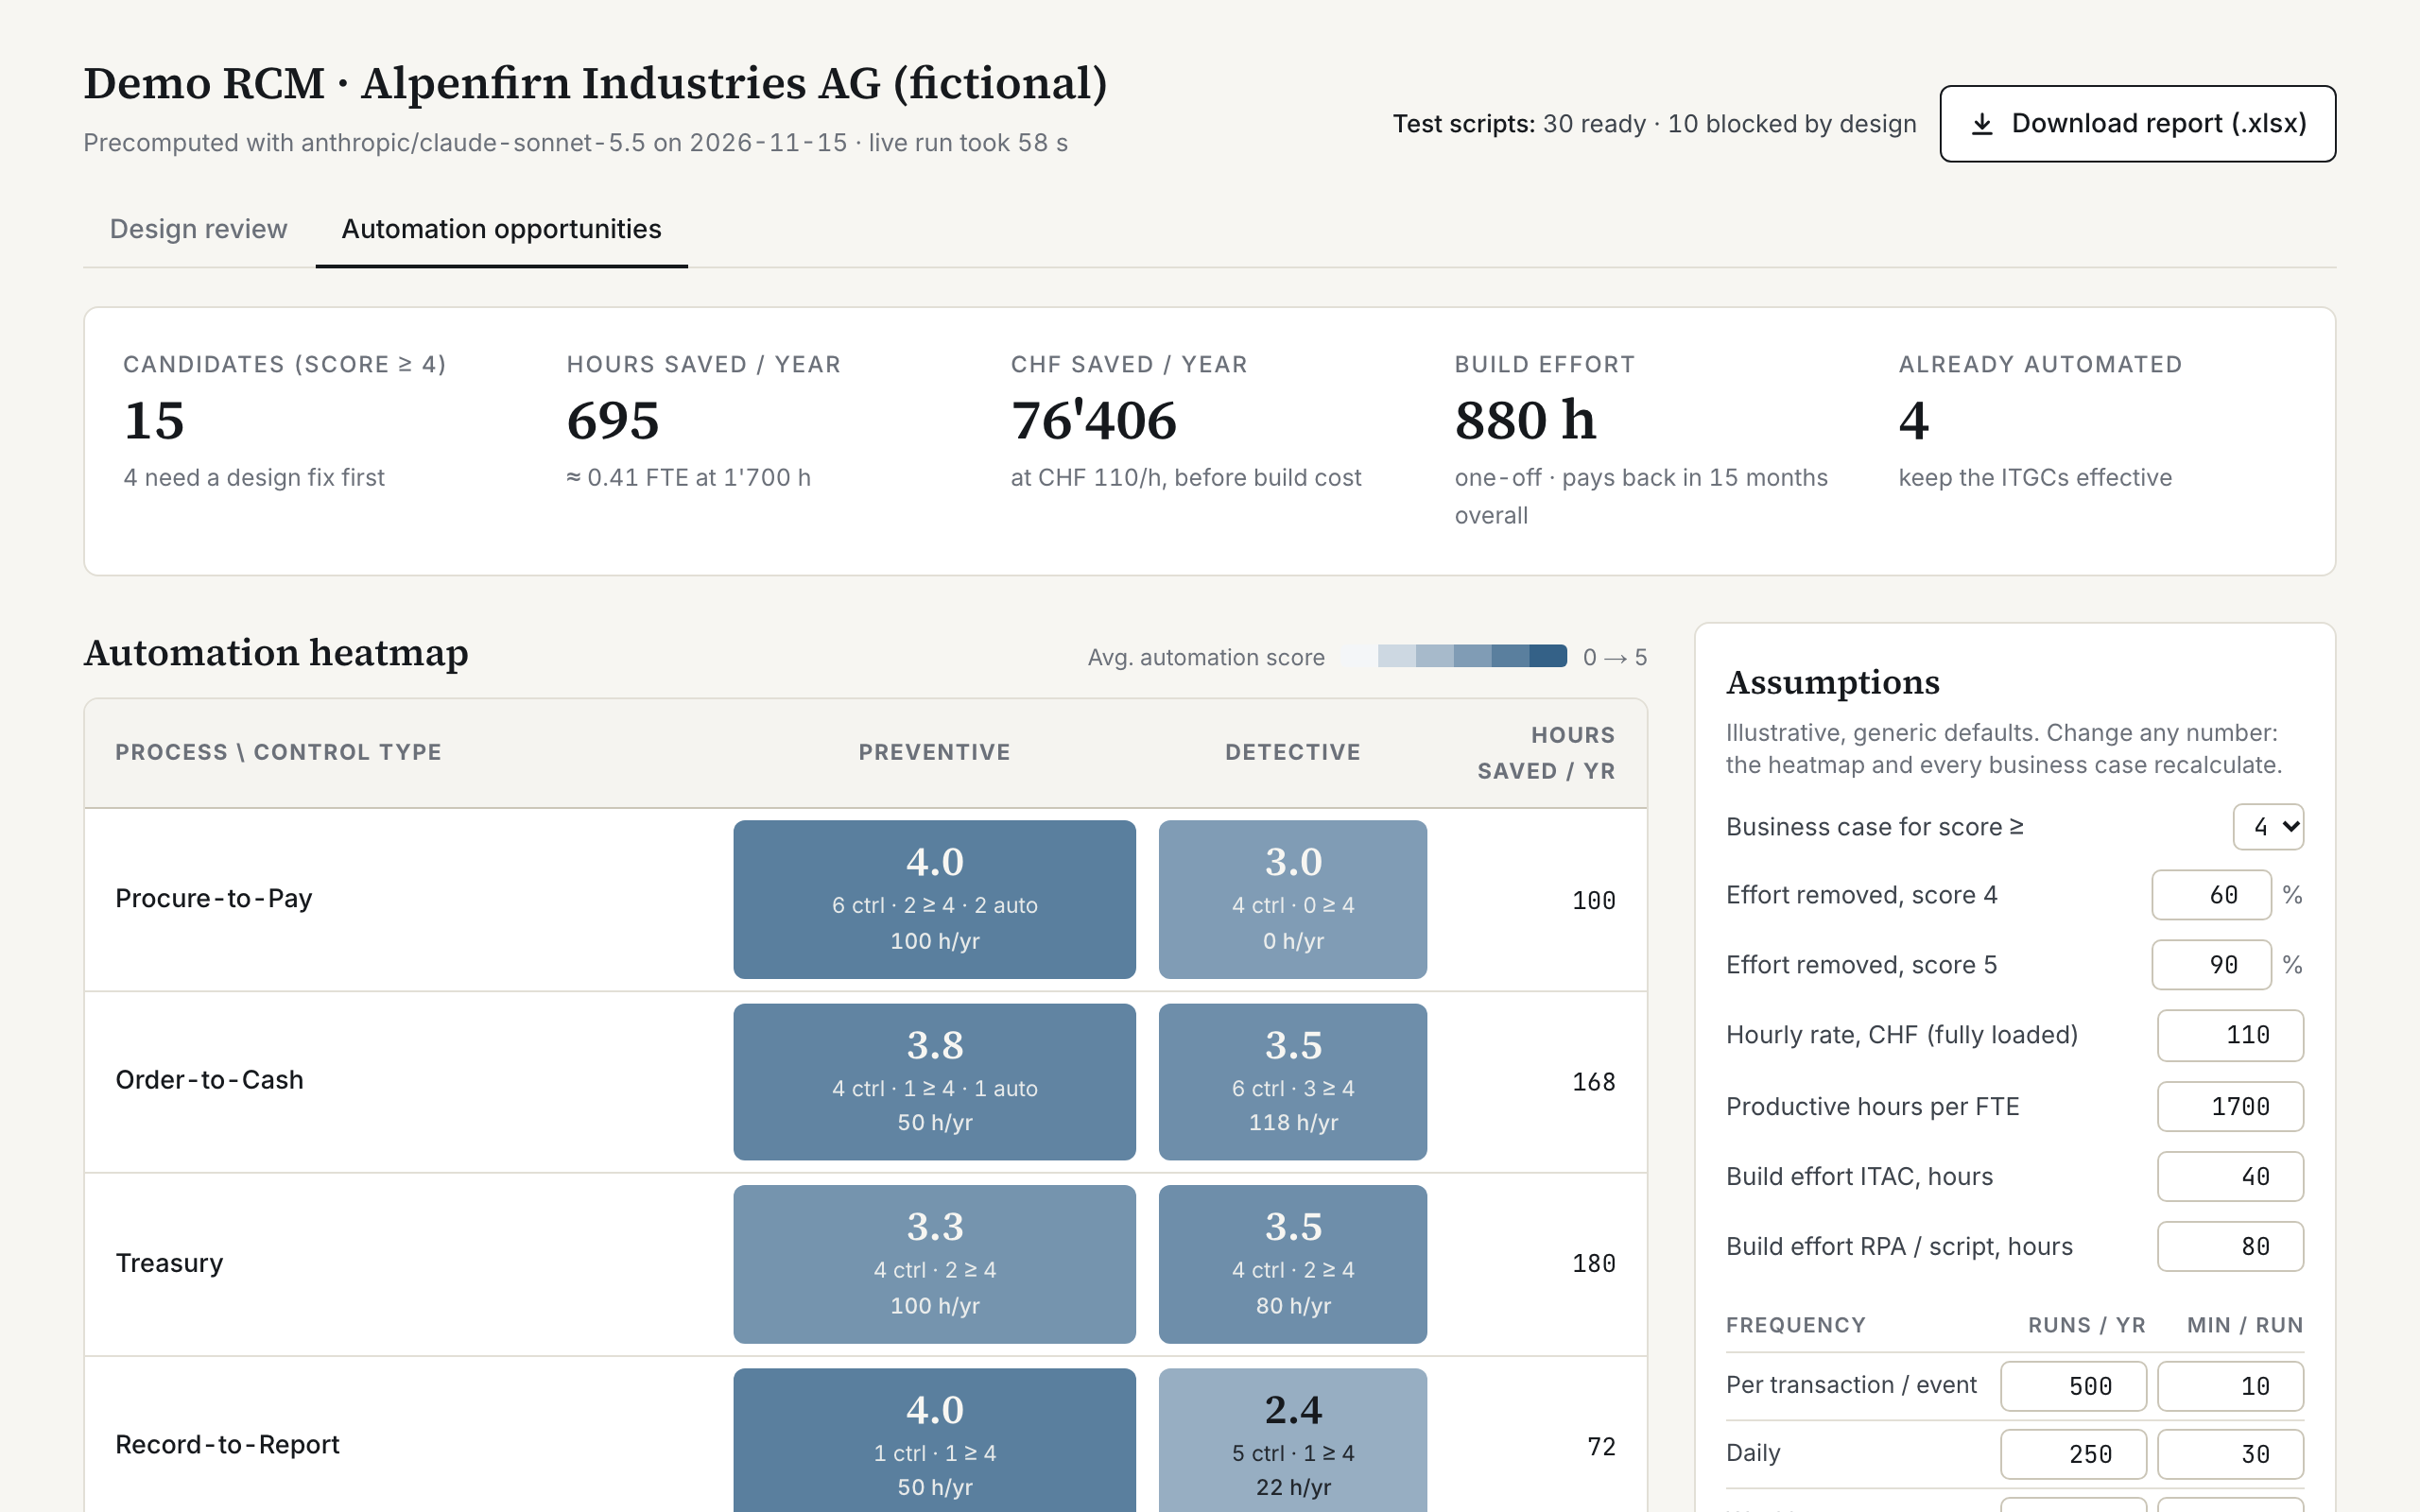 Demo RCM · Alpenfirn Industries AG (fictional)
Precomputed with anthropic/claude-sonnet-5.5 on 2026-11-15 · live run took 58 s
Test scripts: 30 ready · 10 blocked by design
Download report (.xlsx)
Design review
Automation opportunities
CANDIDATES (SCORE ≥ 4)
15
4 need a design fix first
HOURS SAVED / YEAR
695
≈ 0.41 FTE at 1'700 h
CHF SAVED / YEAR
76'406
at CHF 110/h, before build cost
BUILD EFFORT
880 h
one-off · pays back in 15 months
overall
ALREADY AUTOMATED
4
keep the ITGCs effective
Automation heatmap
Avg. automation score
0 → 5
PROCESS \ CONTROL TYPE
PREVENTIVE
DETECTIVE
HOURS
SAVED / YR
Procure-to-Pay
4.0
6 ctrl · 2 ≥ 4 · 2 auto
100 h/yr
3.0
4 ctrl · 0 ≥ 4
0 h/yr
100
Order-to-Cash
3.8
4 ctrl · 1 ≥ 4 · 1 auto
50 h/yr
3.5
6 ctrl · 3 ≥ 4
118 h/yr
168
Treasury
3.3
4 ctrl · 2 ≥ 4
100 h/yr
3.5
4 ctrl · 2 ≥ 4
80 h/yr
180
Record-to-Report
4.0
1 ctrl · 1 ≥ 4
50 h/yr
2.4
5 ctrl · 1 ≥ 4
22 h/yr
72
Assumptions
Illustrative, generic defaults. Change any number:
the heatmap and every business case recalculate.
Business case for score ≥
4
Effort removed, score 4
60 %
Effort removed, score 5
90 %
Hourly rate, CHF (fully loaded)
110
Productive hours per FTE
1700
Build effort ITAC, hours
40
Build effort RPA / script, hours
80
FREQUENCY
RUNS / YR
MIN / RUN
Per transaction / event
500
10
Daily
250
30